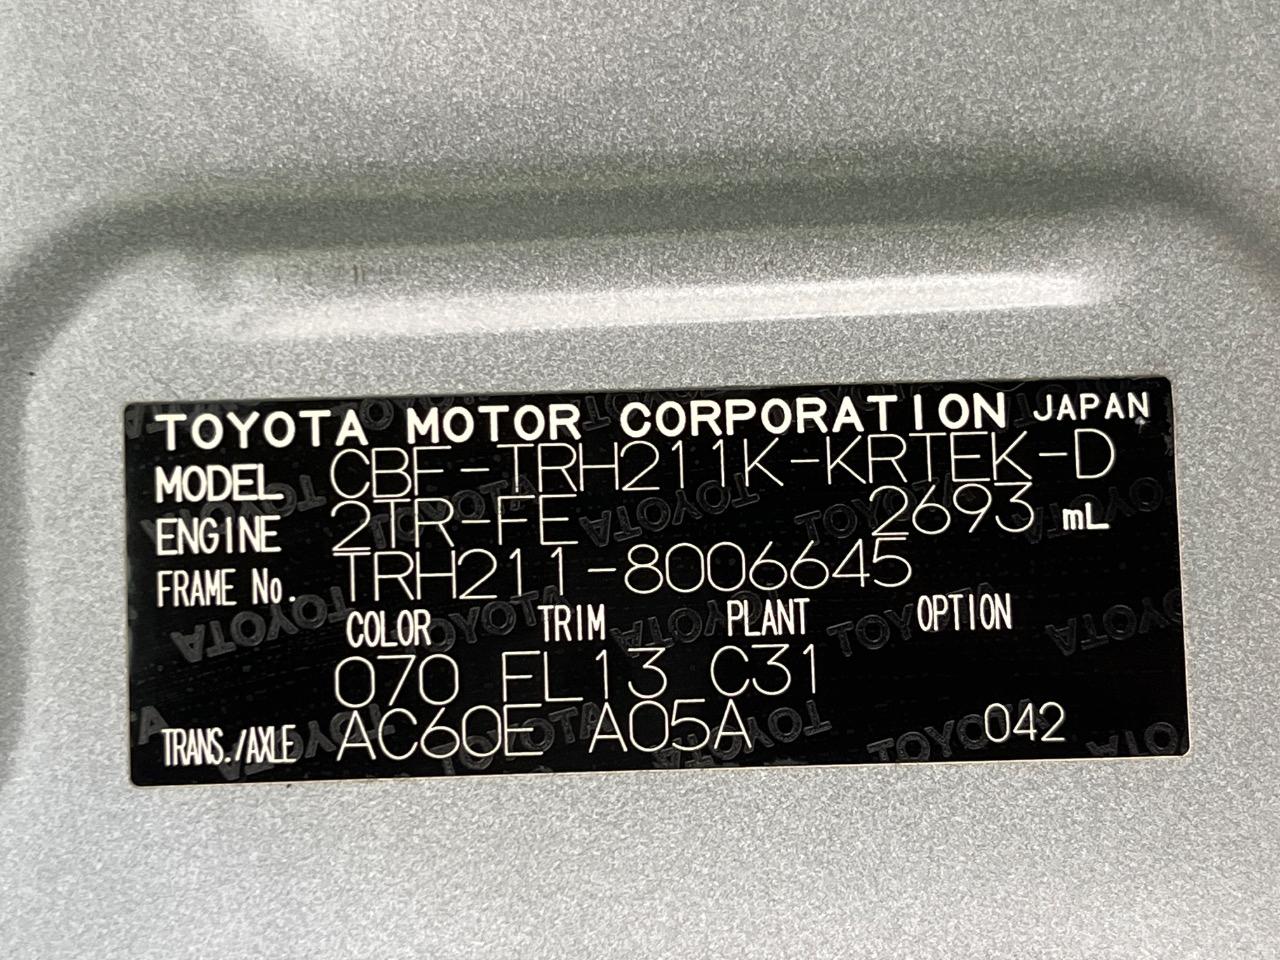 TOYOTA MOTOR CORPORATION JAPAN
MODEL CBF-TRH211K-KRTEK-D
ENGINE 2TR-FE 2693 mL
FRAME No. TRH211-8006645
COLOR TRIM PLANT OPTION
070 FL13 C31
TRANS./AXLE AC60E A05A 042